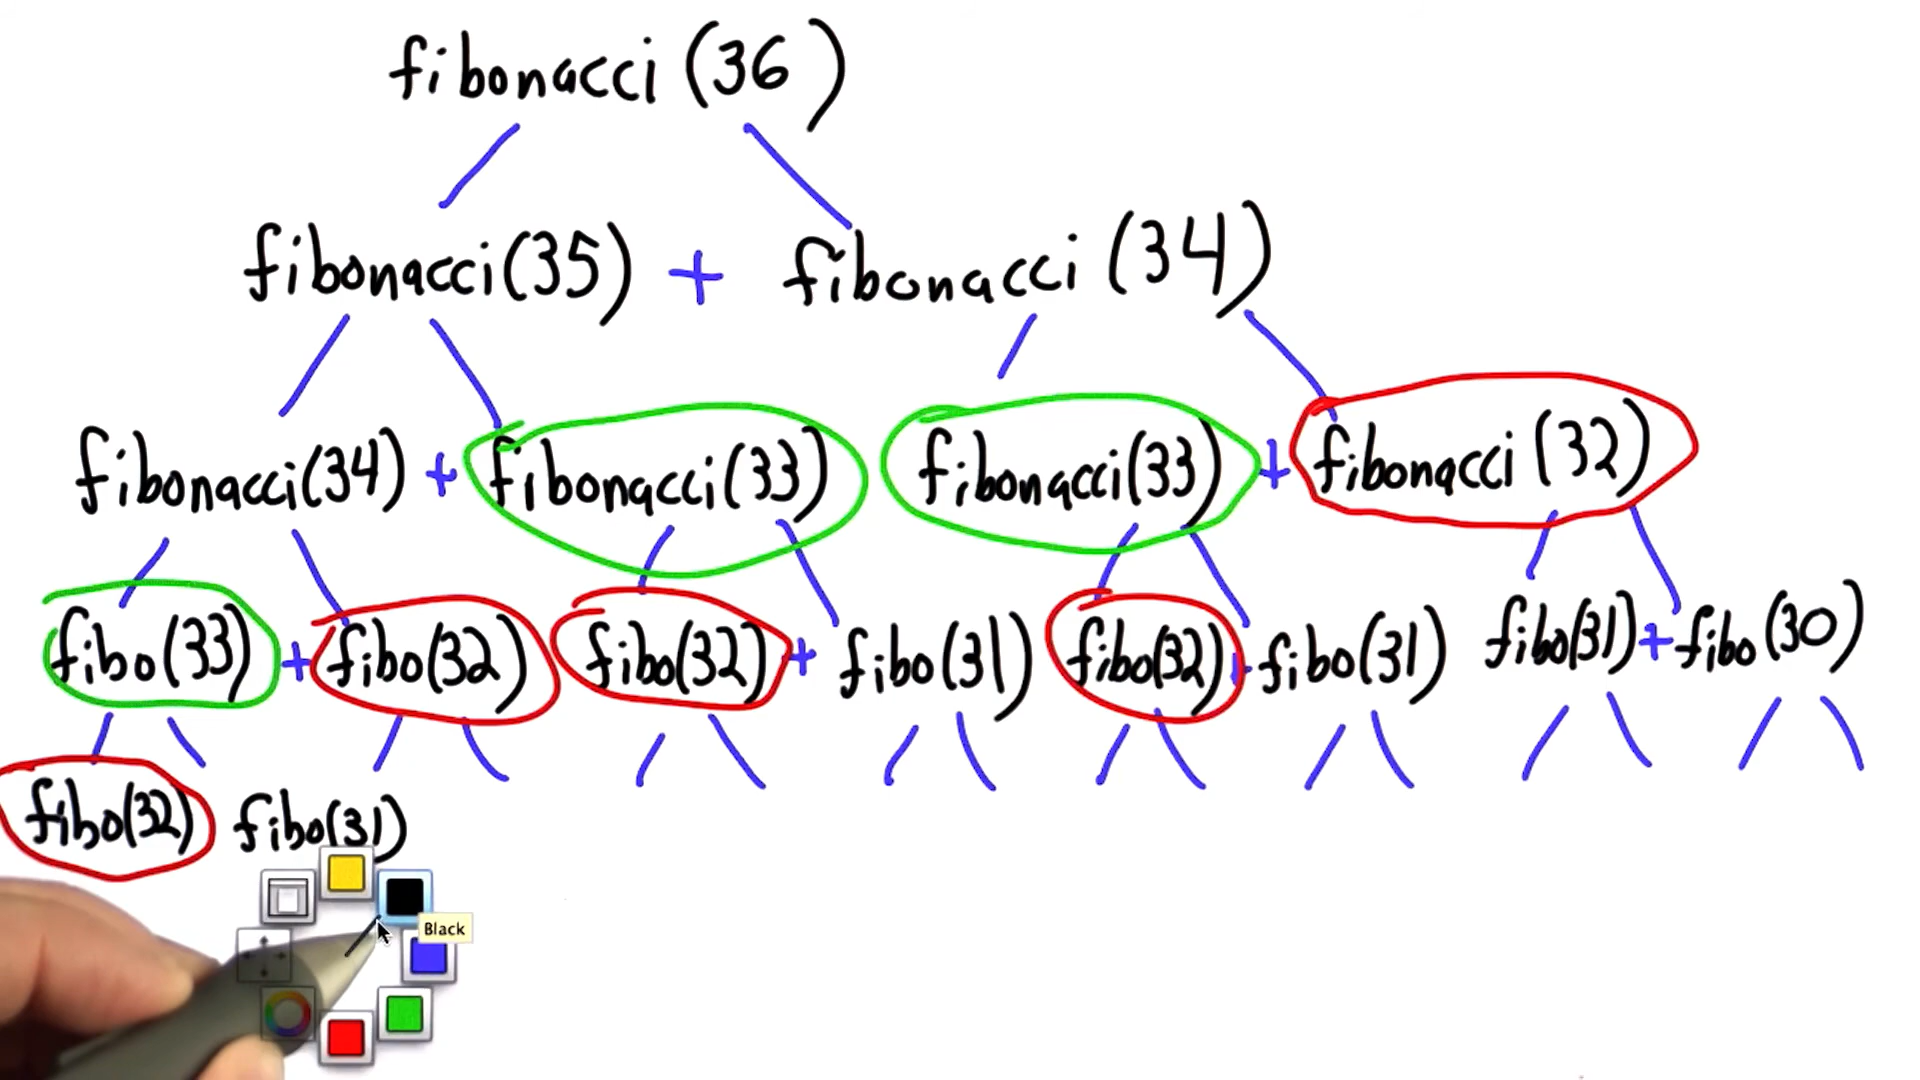 fibonacci (36)
fibonacci(35) + fibonacci (34)
fibonacci(34) + fibonacci(33) fibonacci(33) + fibonacci (32)
fibo(33) + fibo(32) fibo(32) + fibo(31) fibo(32) + fibo(31) fibo(31) + fibo(30)
fibo(32) fibo(31)
Black